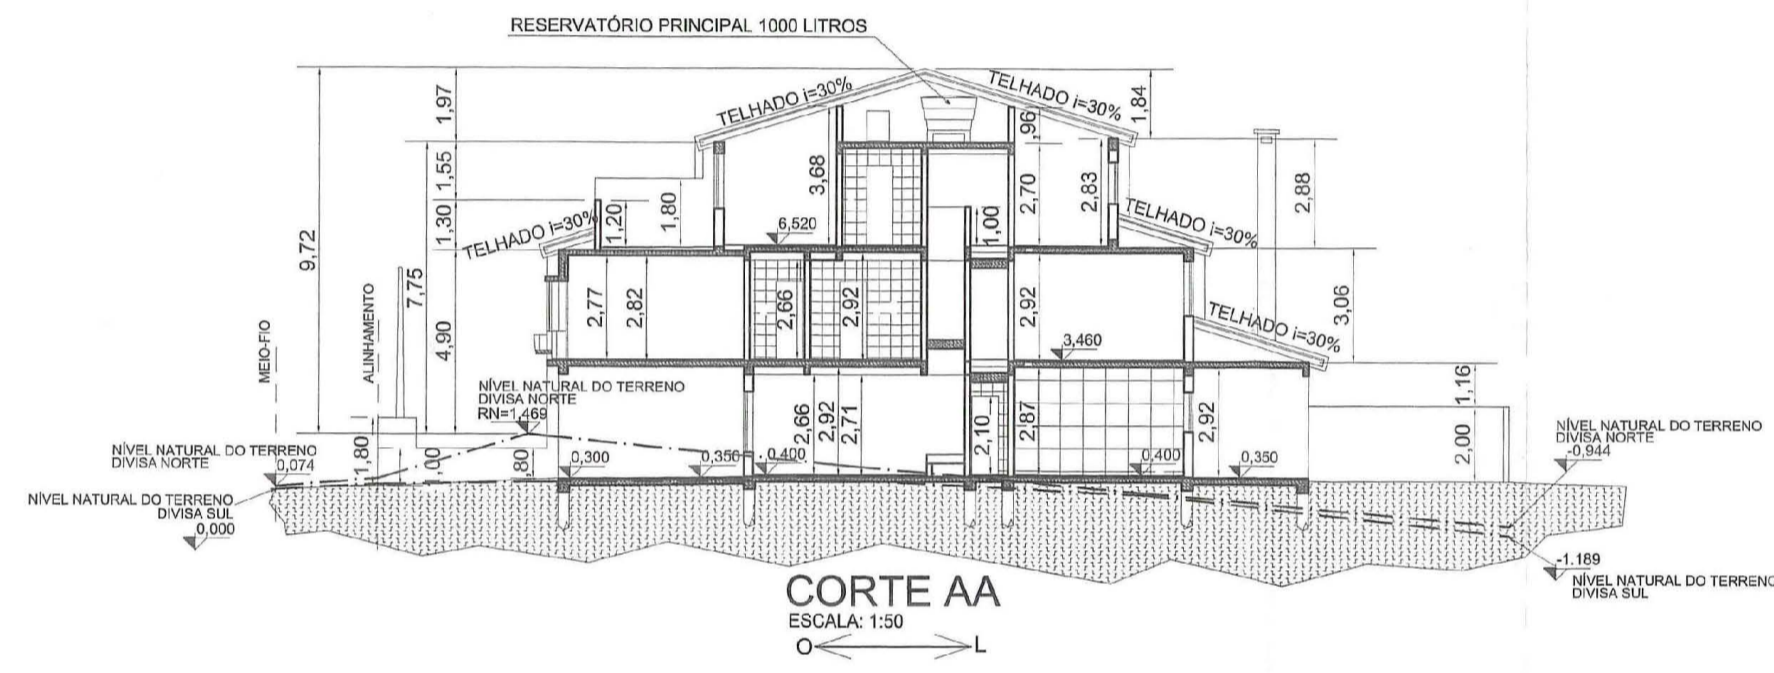 RESERVATÓRIO PRINCIPAL 1000 LITROS
TELHADO i=30%
TELHADO i=30%
1,97
1,84
,96
1,55
3,68
2,70
2,83
2,88
1,30
1,20
1,80
1,00
6,520
TELHADO i=30%
TELHADO i=30%
9,72
7,75
4,90
2,77
2,82
2,66
2,92
2,92
3,460
3,06
TELHADO i=30%
MEIO-FIO
ALINHAMENTO
NÍVEL NATURAL DO TERRENO
DIVISA NORTE
RN=1,469
2,66
2,92
2,71
2,10
2,87
2,92
1,16
2,00
NÍVEL NATURAL DO TERRENO
DIVISA NORTE
0,074
1,80
,00
,80
0,300
0,350
0,400
0,400
0,350
NÍVEL NATURAL DO TERRENO
DIVISA NORTE
-0,944
NÍVEL NATURAL DO TERRENO
DIVISA SUL
0,000
-1.189
NÍVEL NATURAL DO TERRENO
DIVISA SUL
CORTE AA
ESCALA: 1:50
O L